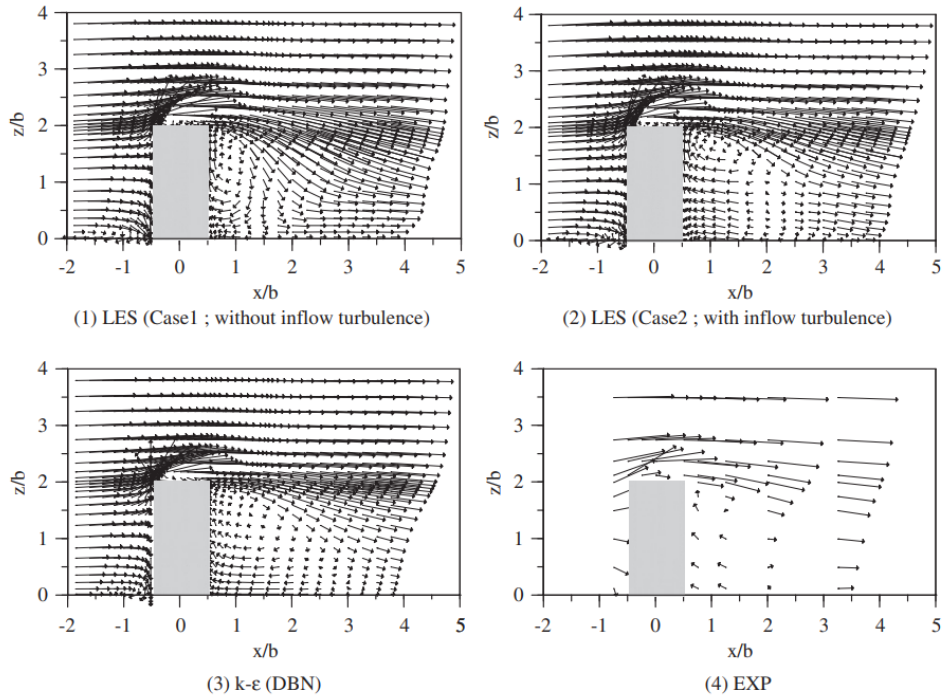 4
3
z/b
2
1
0
-2 -1 0 1 2 3 4 5
x/b
(1) LES (Case1 ; without inflow turbulence)
4
3
z/b
2
1
0
-2 -1 0 1 2 3 4 5
x/b
(2) LES (Case2 ; with inflow turbulence)
4
3
z/b
2
1
0
-2 -1 0 1 2 3 4 5
x/b
(3) k-ε (DBN)
4
3
z/b
2
1
0
-2 -1 0 1 2 3 4 5
x/b
(4) EXP